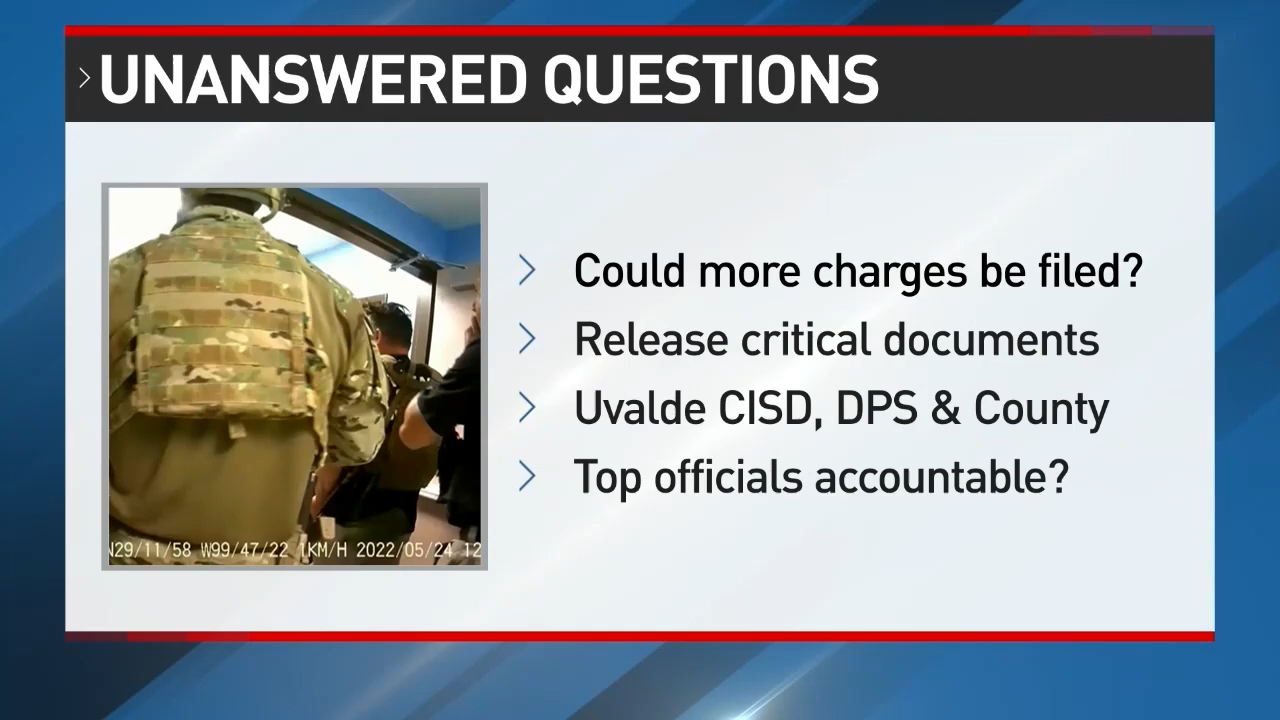 UNANSWERED QUESTIONS
Could more charges be filed?
Release critical documents
Uvalde CISD, DPS & County
Top officials accountable?
N29/11/58 W99/47/22 1KM/H 2022/05/24 12